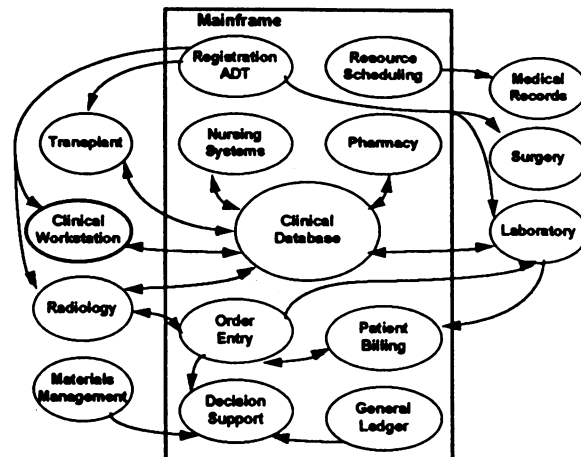 Mainframe
Registration
ADT
Resource
Scheduling
Medical
Records
Transplant
Nursing
Systems
Pharmacy
Surgery
Clinical
Workstation
Clinical
Database
Laboratory
Radiology
Order
Entry
Patient
Billing
Materials
Management
Decision
Support
General
Ledger